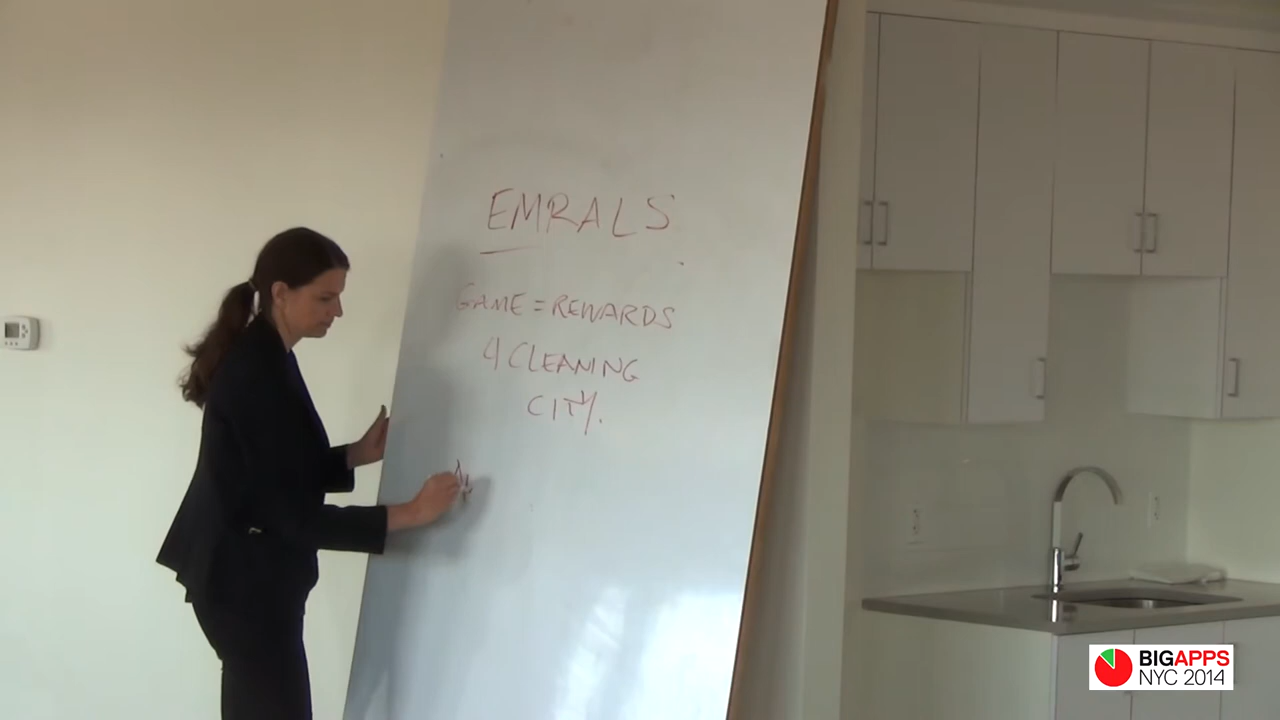 EMRALS
GAME = REWARDS
4 CLEANING
CITY.
BIGAPPS
NYC 2014